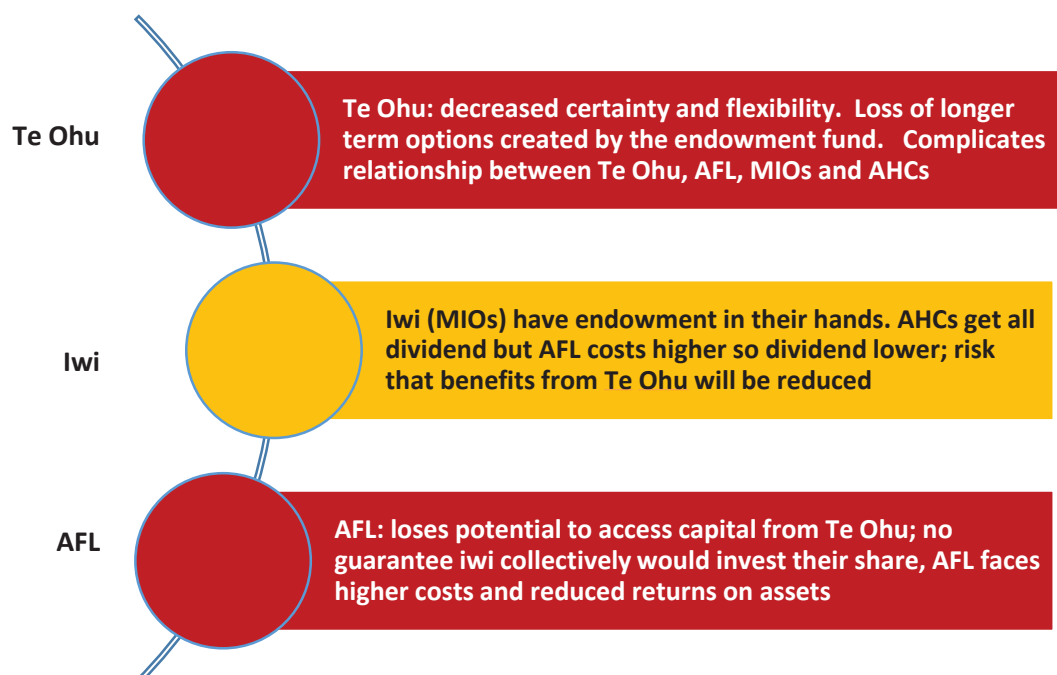 Te Ohu
Te Ohu: decreased certainty and flexibility.  Loss of longer
term options created by the endowment fund.   Complicates
relationship between Te Ohu, AFL, MIOs and AHCs
Iwi
Iwi (MIOs) have endowment in their hands. AHCs get all
dividend but AFL costs higher so dividend lower; risk
that benefits from Te Ohu will be reduced
AFL
AFL: loses potential to access capital from Te Ohu; no
guarantee iwi collectively would invest their share, AFL faces
higher costs and reduced returns on assets